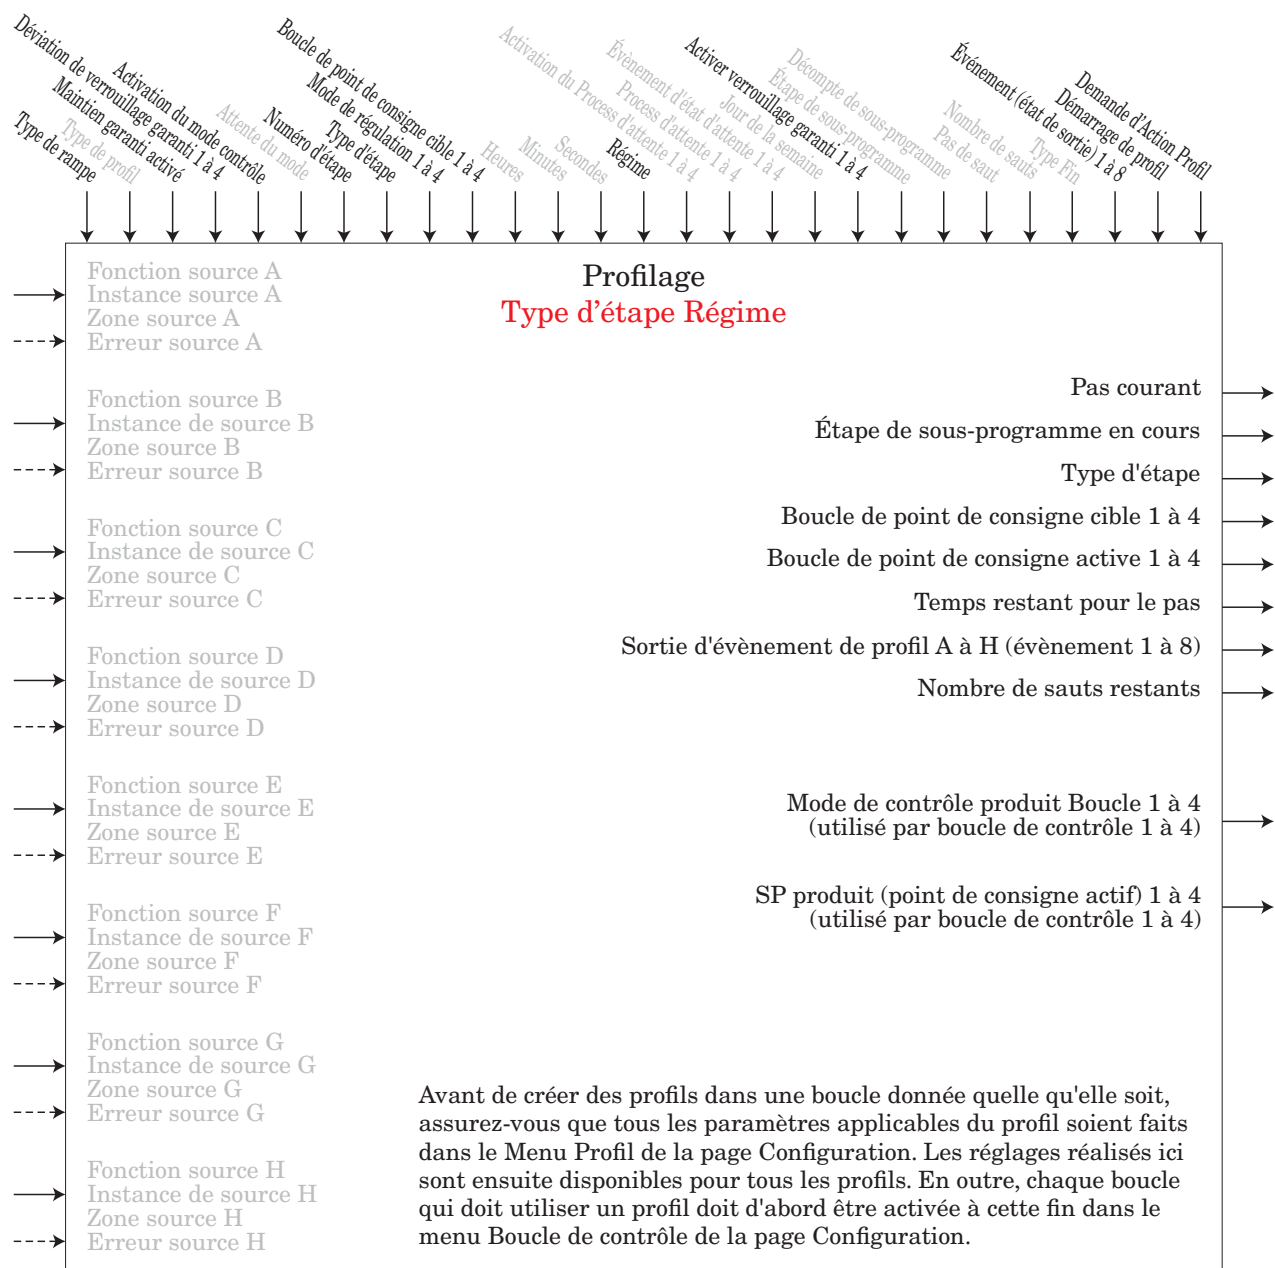 Type de rampe
Type de profil
Maintien garanti activé
Déviation de verrouillage garanti 1 à 4
Activation du mode contrôle
Attente du mode
Numéro d'étape
Type d'étape
Mode de régulation 1 à 4
Boucle de point de consigne cible 1 à 4
Heures
Minutes
Secondes
Régime
Activation du Process d'attente 1 à 4
Process d'attente 1 à 4
Évènement d'état d'attente 1 à 4
Jour de la semaine
Activer verrouillage garanti 1 à 4
Étape de sous-programme
Décompte de sous-programme
Pas de saut
Nombre de sauts
Type Fin
Événement (état de sortie) 1 à 8
Démarrage de profil
Demande d'Action Profil
Profilage
Type d’étape Régime
Fonction source A
Instance source A
Zone source A
Erreur source A
Fonction source B
Instance de source B
Zone source B
Erreur source B
Fonction source C
Instance de source C
Zone source C
Erreur source C
Fonction source D
Instance de source D
Zone source D
Erreur source D
Fonction source E
Instance de source E
Zone source E
Erreur source E
Fonction source F
Instance de source F
Zone source F
Erreur source F
Fonction source G
Instance de source G
Zone source G
Erreur source G
Fonction source H
Instance de source H
Zone source H
Erreur source H
Pas courant
Étape de sous-programme en cours
Type d'étape
Boucle de point de consigne cible 1 à 4
Boucle de point de consigne active 1 à 4
Temps restant pour le pas
Sortie d'évènement de profil A à H (évènement 1 à 8)
Nombre de sauts restants
Mode de contrôle produit Boucle 1 à 4
(utilisé par boucle de contrôle 1 à 4)
SP produit (point de consigne actif) 1 à 4
(utilisé par boucle de contrôle 1 à 4)
Avant de créer des profils dans une boucle donnée quelle qu'elle soit,
assurez-vous que tous les paramètres applicables du profil soient faits
dans le Menu Profil de la page Configuration. Les réglages réalisés ici
sont ensuite disponibles pour tous les profils. En outre, chaque boucle
qui doit utiliser un profil doit d'abord être activée à cette fin dans le
menu Boucle de contrôle de la page Configuration.